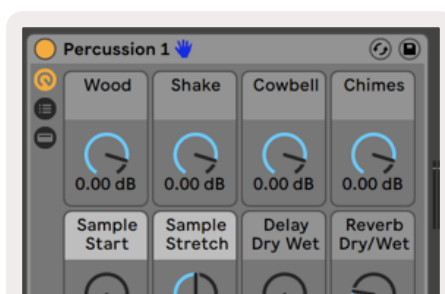 Percussion 1
Wood Shake Cowbell Chimes
0.00 dB 0.00 dB 0.00 dB 0.00 dB
Sample Sample Delay Reverb
Start Stretch Dry Wet Dry/Wet